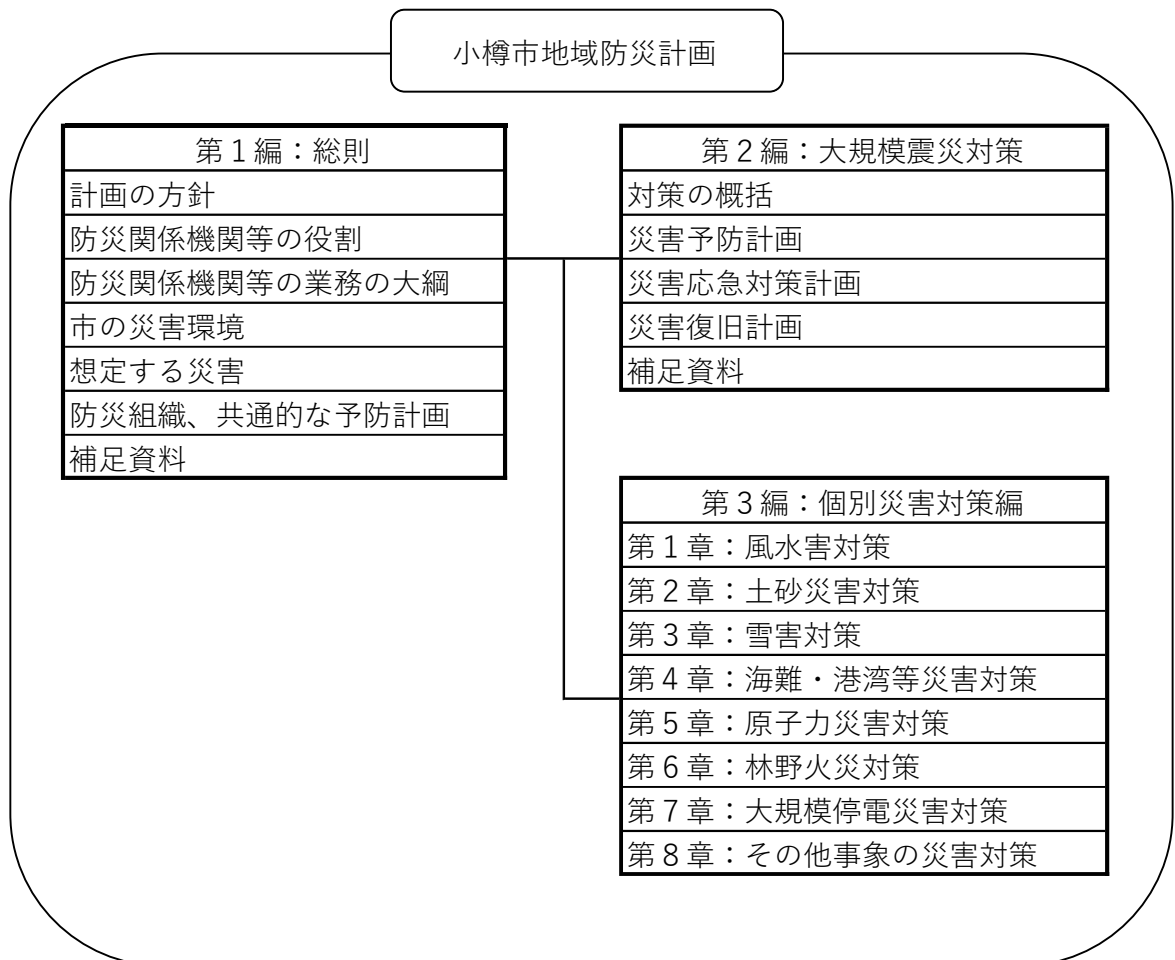 小樽市地域防災計画
第１編：総則
計画の方針
防災関係機関等の役割
防災関係機関等の業務の大綱
市の災害環境
想定する災害
防災組織、共通的な予防計画
補足資料
第２編：大規模震災対策
対策の概括
災害予防計画
災害応急対策計画
災害復旧計画
補足資料
第３編：個別災害対策編
第１章：風水害対策
第２章：土砂災害対策
第３章：雪害対策
第４章：海難・港湾等災害対策
第５章：原子力災害対策
第６章：林野火災対策
第７章：大規模停電災害対策
第８章：その他事象の災害対策